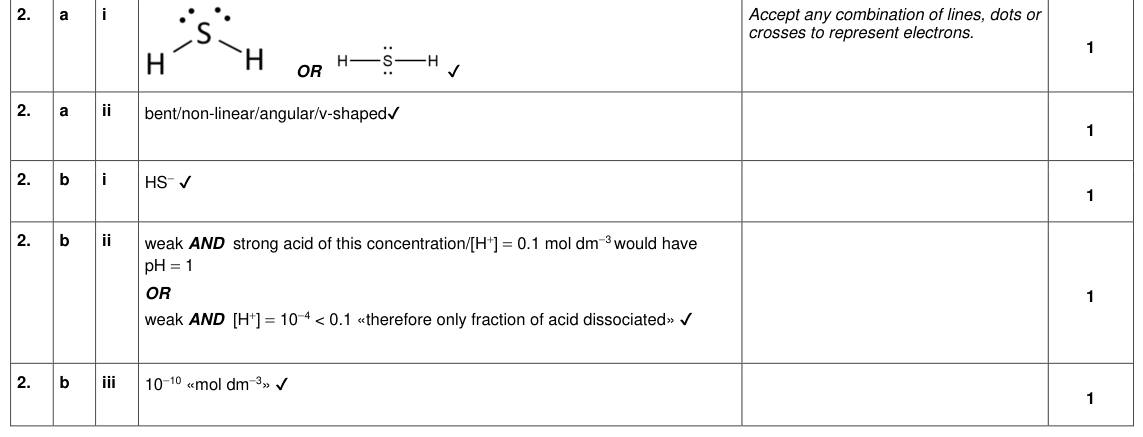 2. a i
S
H H OR H—S—H ✓
Accept any combination of lines, dots or
crosses to represent electrons.
1
2. a ii bent/non-linear/angular/v-shaped✓
1
2. b i HS⁻ ✓
1
2. b ii weak AND strong acid of this concentration/[H⁺] = 0.1 mol dm⁻³ would have
pH = 1
OR
weak AND [H⁺] = 10⁻⁴ < 0.1 «therefore only fraction of acid dissociated» ✓
1
2. b iii 10⁻¹⁰ «mol dm⁻³» ✓
1